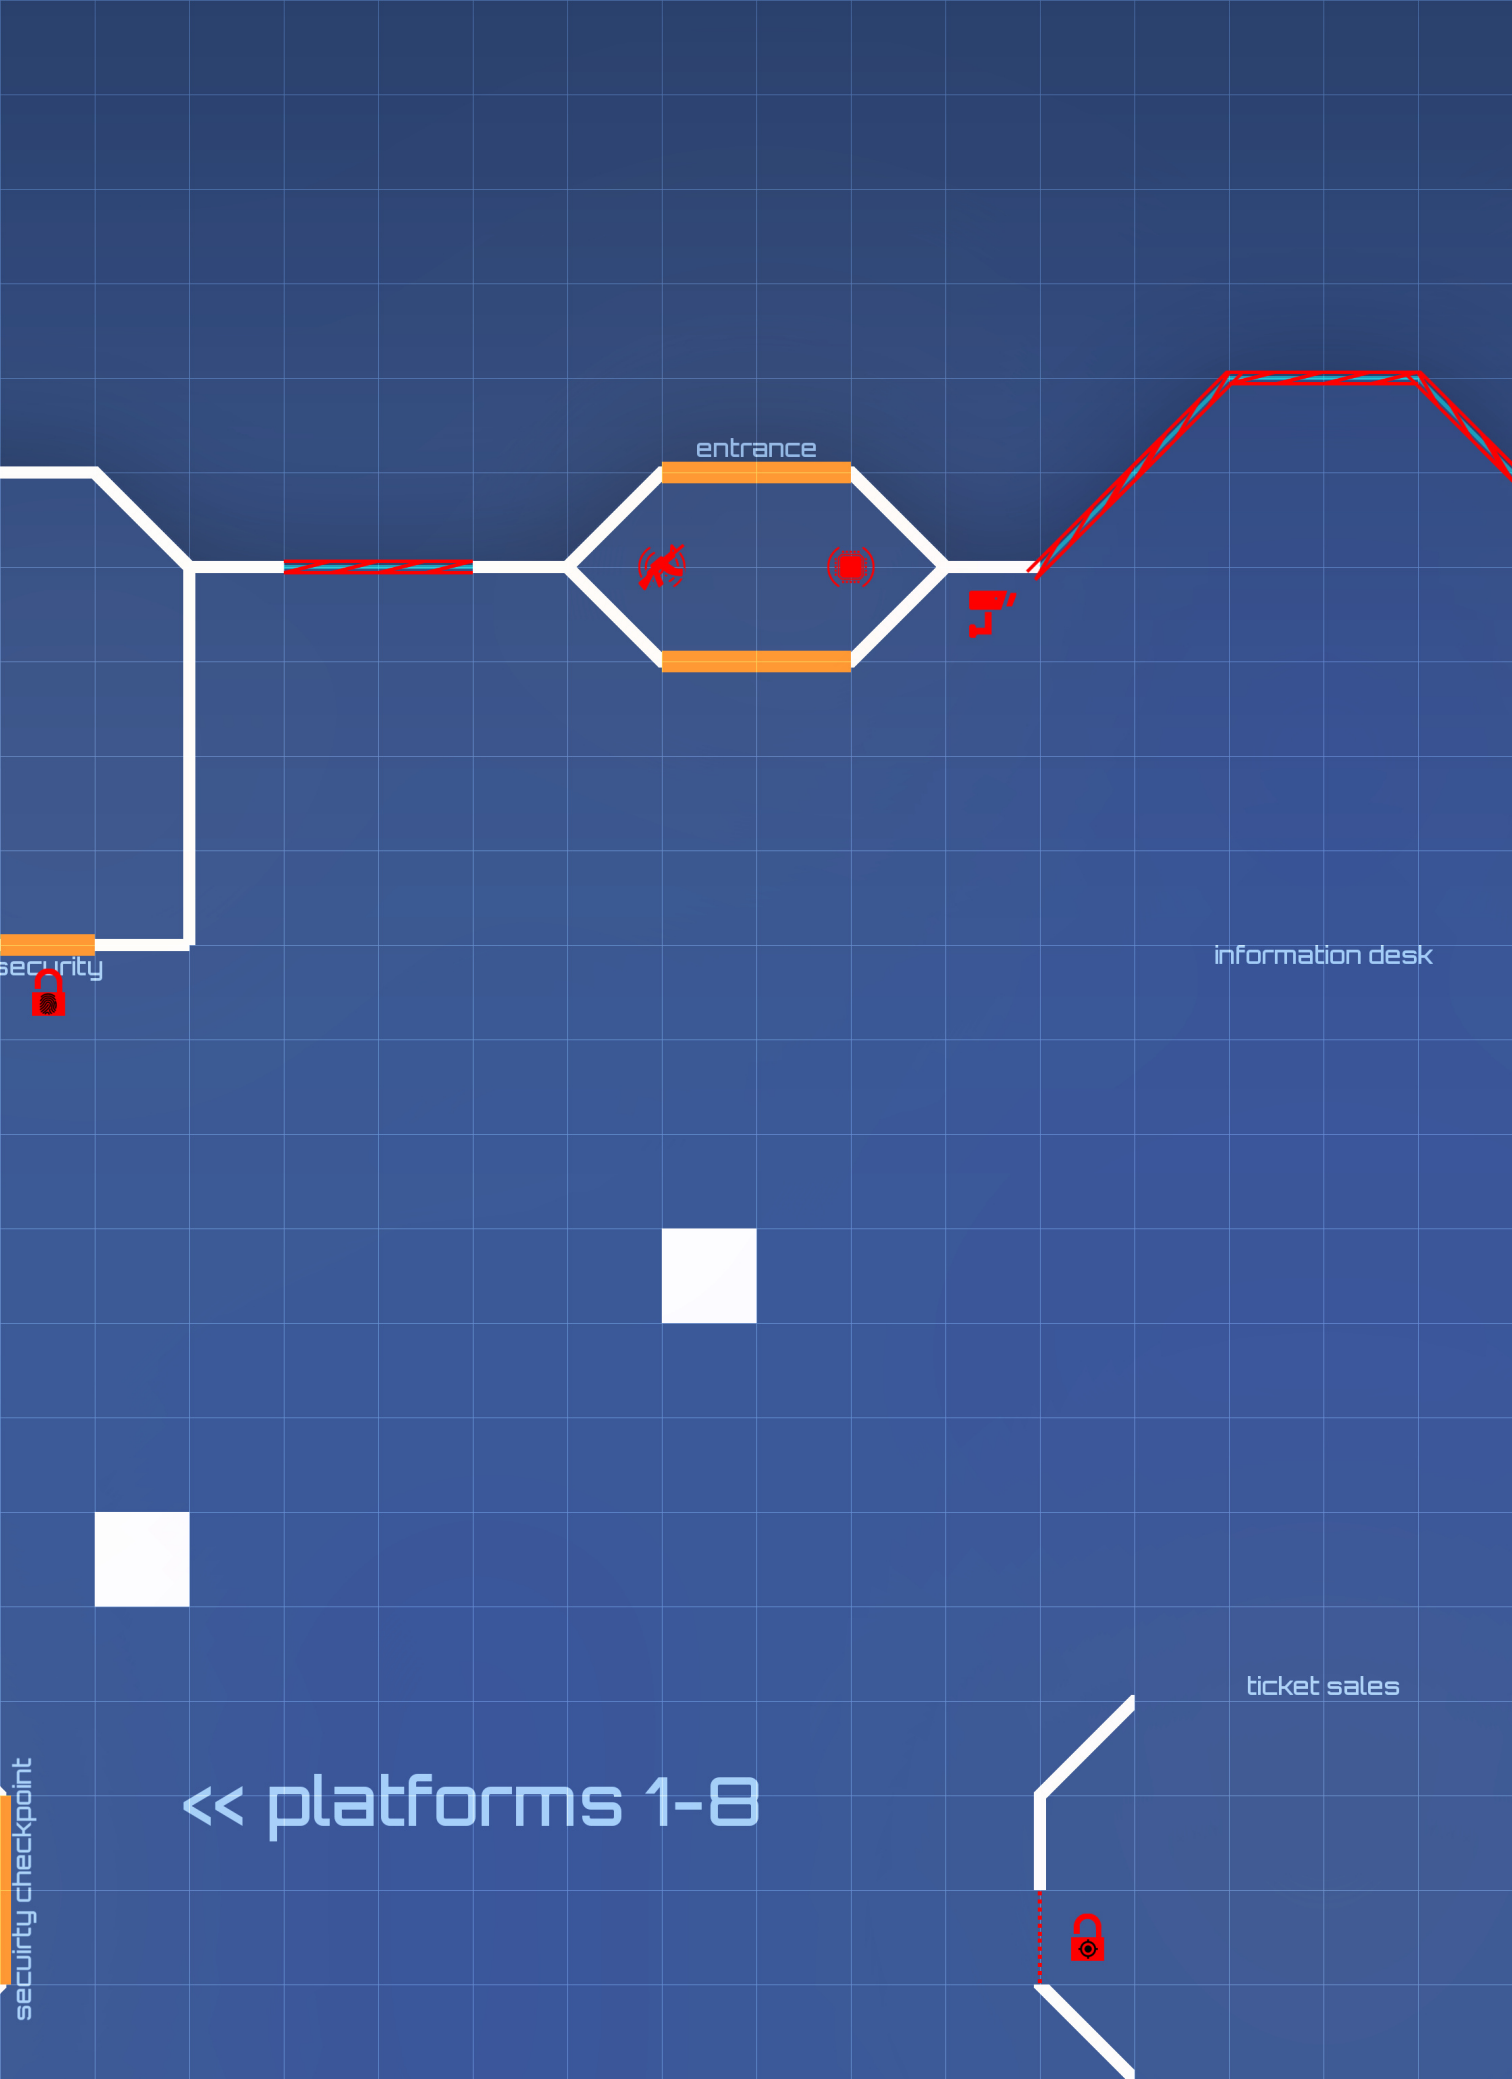 entrance
information desk
security
ticket sales
<< platforms 1-8
secuirty checkpoint